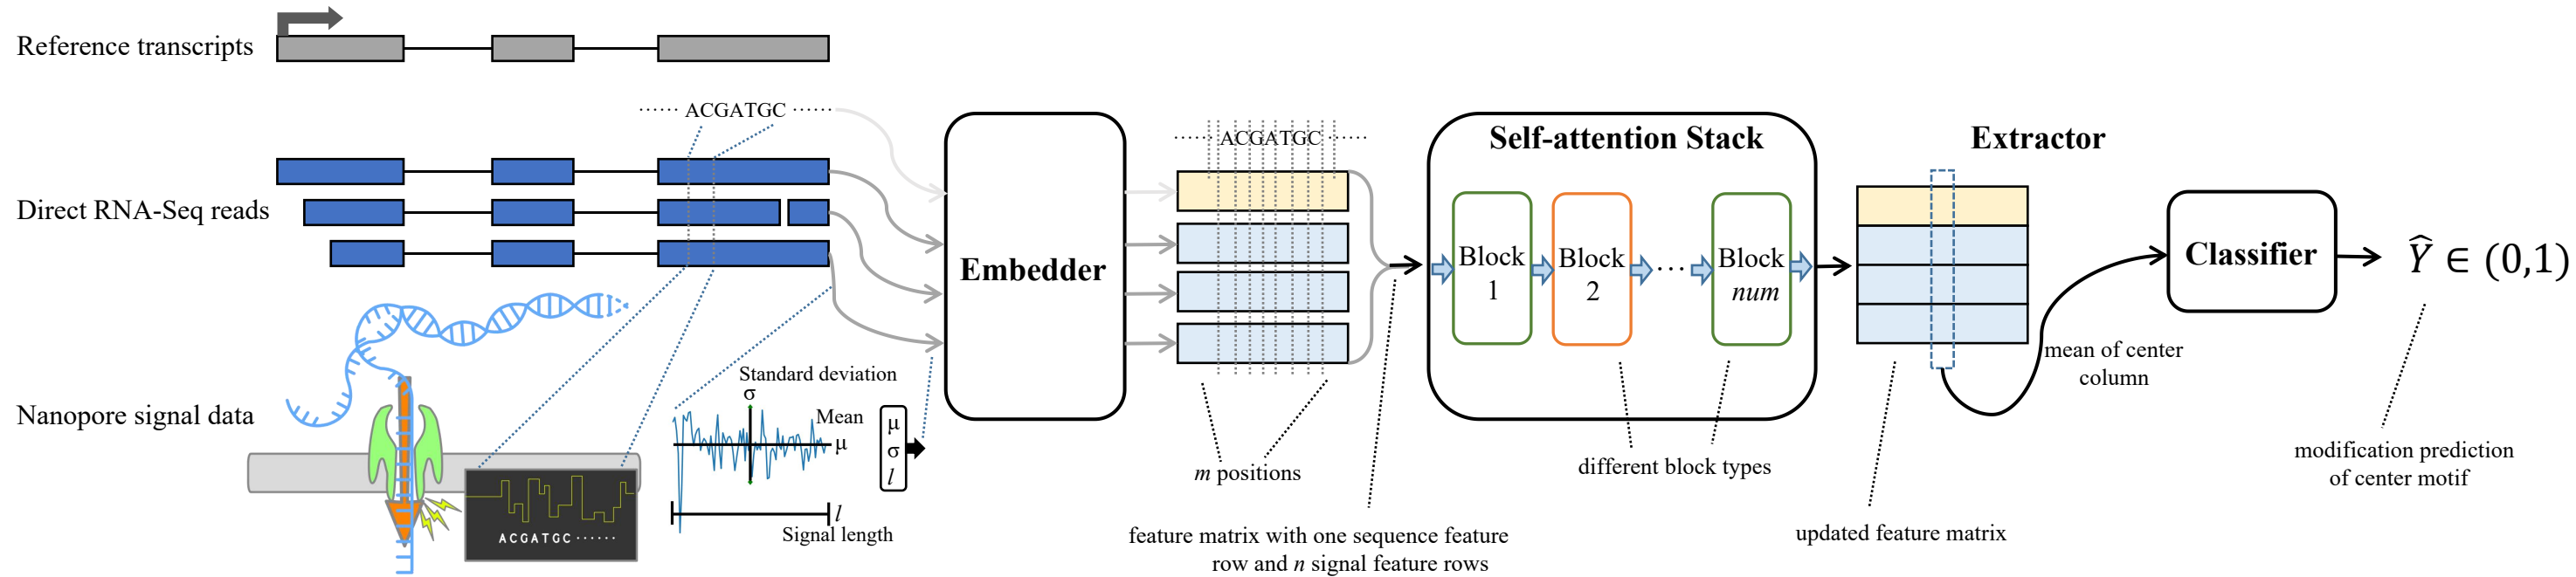 Reference transcripts
······ ACGATGC ······
Direct RNA-Seq reads
Nanopore signal data
ACGATGC ······
Standard deviation
σ
Mean
μ
l
Signal length
μ
σ
l
Embedder
······ ACGATGC ······
m positions
feature matrix with one sequence feature
row and n signal feature rows
Self-attention Stack
Block
1
Block
2
···
Block
num
different block types
Extractor
updated feature matrix
mean of center
column
Classifier
Ŷ ∈ (0,1)
modification prediction
of center motif